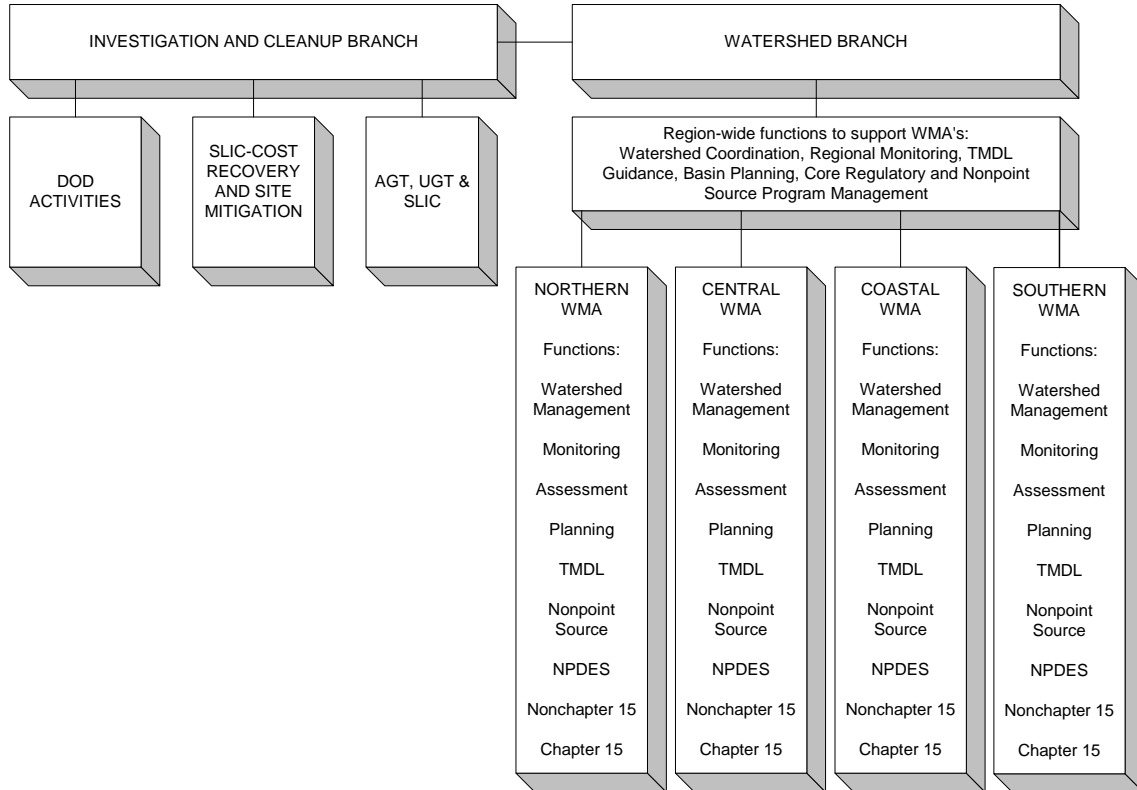 INVESTIGATION AND CLEANUP BRANCH
WATERSHED BRANCH
DOD
ACTIVITIES
SLIC-COST
RECOVERY
AND SITE
MITIGATION
AGT, UGT &
SLIC
Region-wide functions to support WMA's:
Watershed Coordination, Regional Monitoring, TMDL
Guidance, Basin Planning, Core Regulatory and Nonpoint
Source Program Management
NORTHERN
WMA
Functions:
Watershed
Management
Monitoring
Assessment
Planning
TMDL
Nonpoint
Source
NPDES
Nonchapter 15
Chapter 15
CENTRAL
WMA
Functions:
Watershed
Management
Monitoring
Assessment
Planning
TMDL
Nonpoint
Source
NPDES
Nonchapter 15
Chapter 15
COASTAL
WMA
Functions:
Watershed
Management
Monitoring
Assessment
Planning
TMDL
Nonpoint
Source
NPDES
Nonchapter 15
Chapter 15
SOUTHERN
WMA
Functions:
Watershed
Management
Monitoring
Assessment
Planning
TMDL
Nonpoint
Source
NPDES
Nonchapter 15
Chapter 15